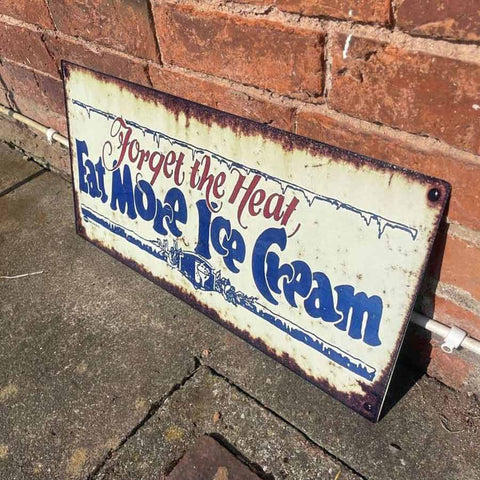 Forget the Heat,
Eat More Ice Cream